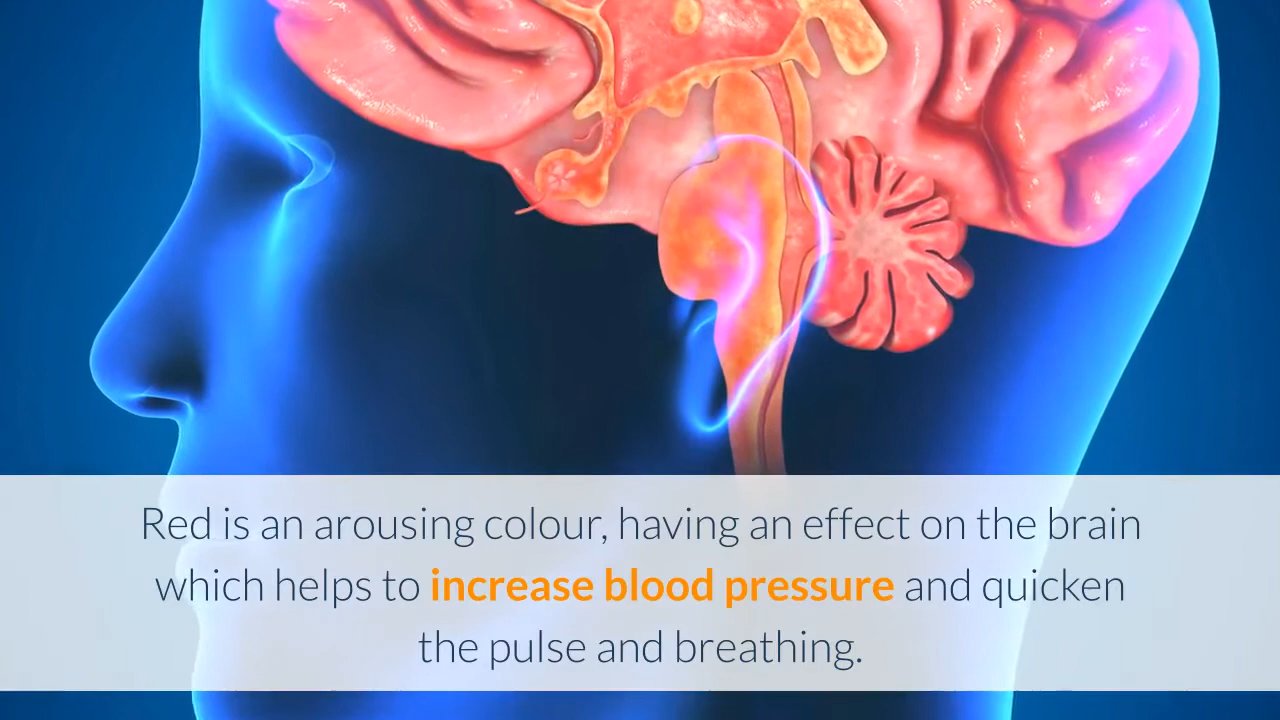 Red is an arousing colour, having an effect on the brain
which helps to increase blood pressure and quicken
the pulse and breathing.